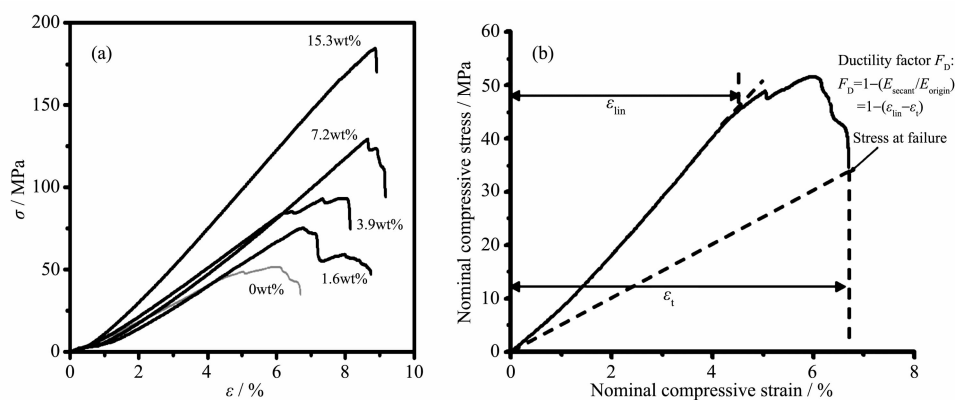 (a)
200
150
100
50
0
σ / MPa
0 2 4 6 8 10
ε / %
15.3wt%
7.2wt%
3.9wt%
1.6wt%
0wt%
(b)
60
50
40
30
20
10
0
Nominal compressive stress / MPa
0 2 4 6 8
Nominal compressive strain / %
ε_lin
ε_t
Ductility factor F_D:
F_D=1−(E_secant/E_origin)
=1−(ε_lin−ε_t)
Stress at failure